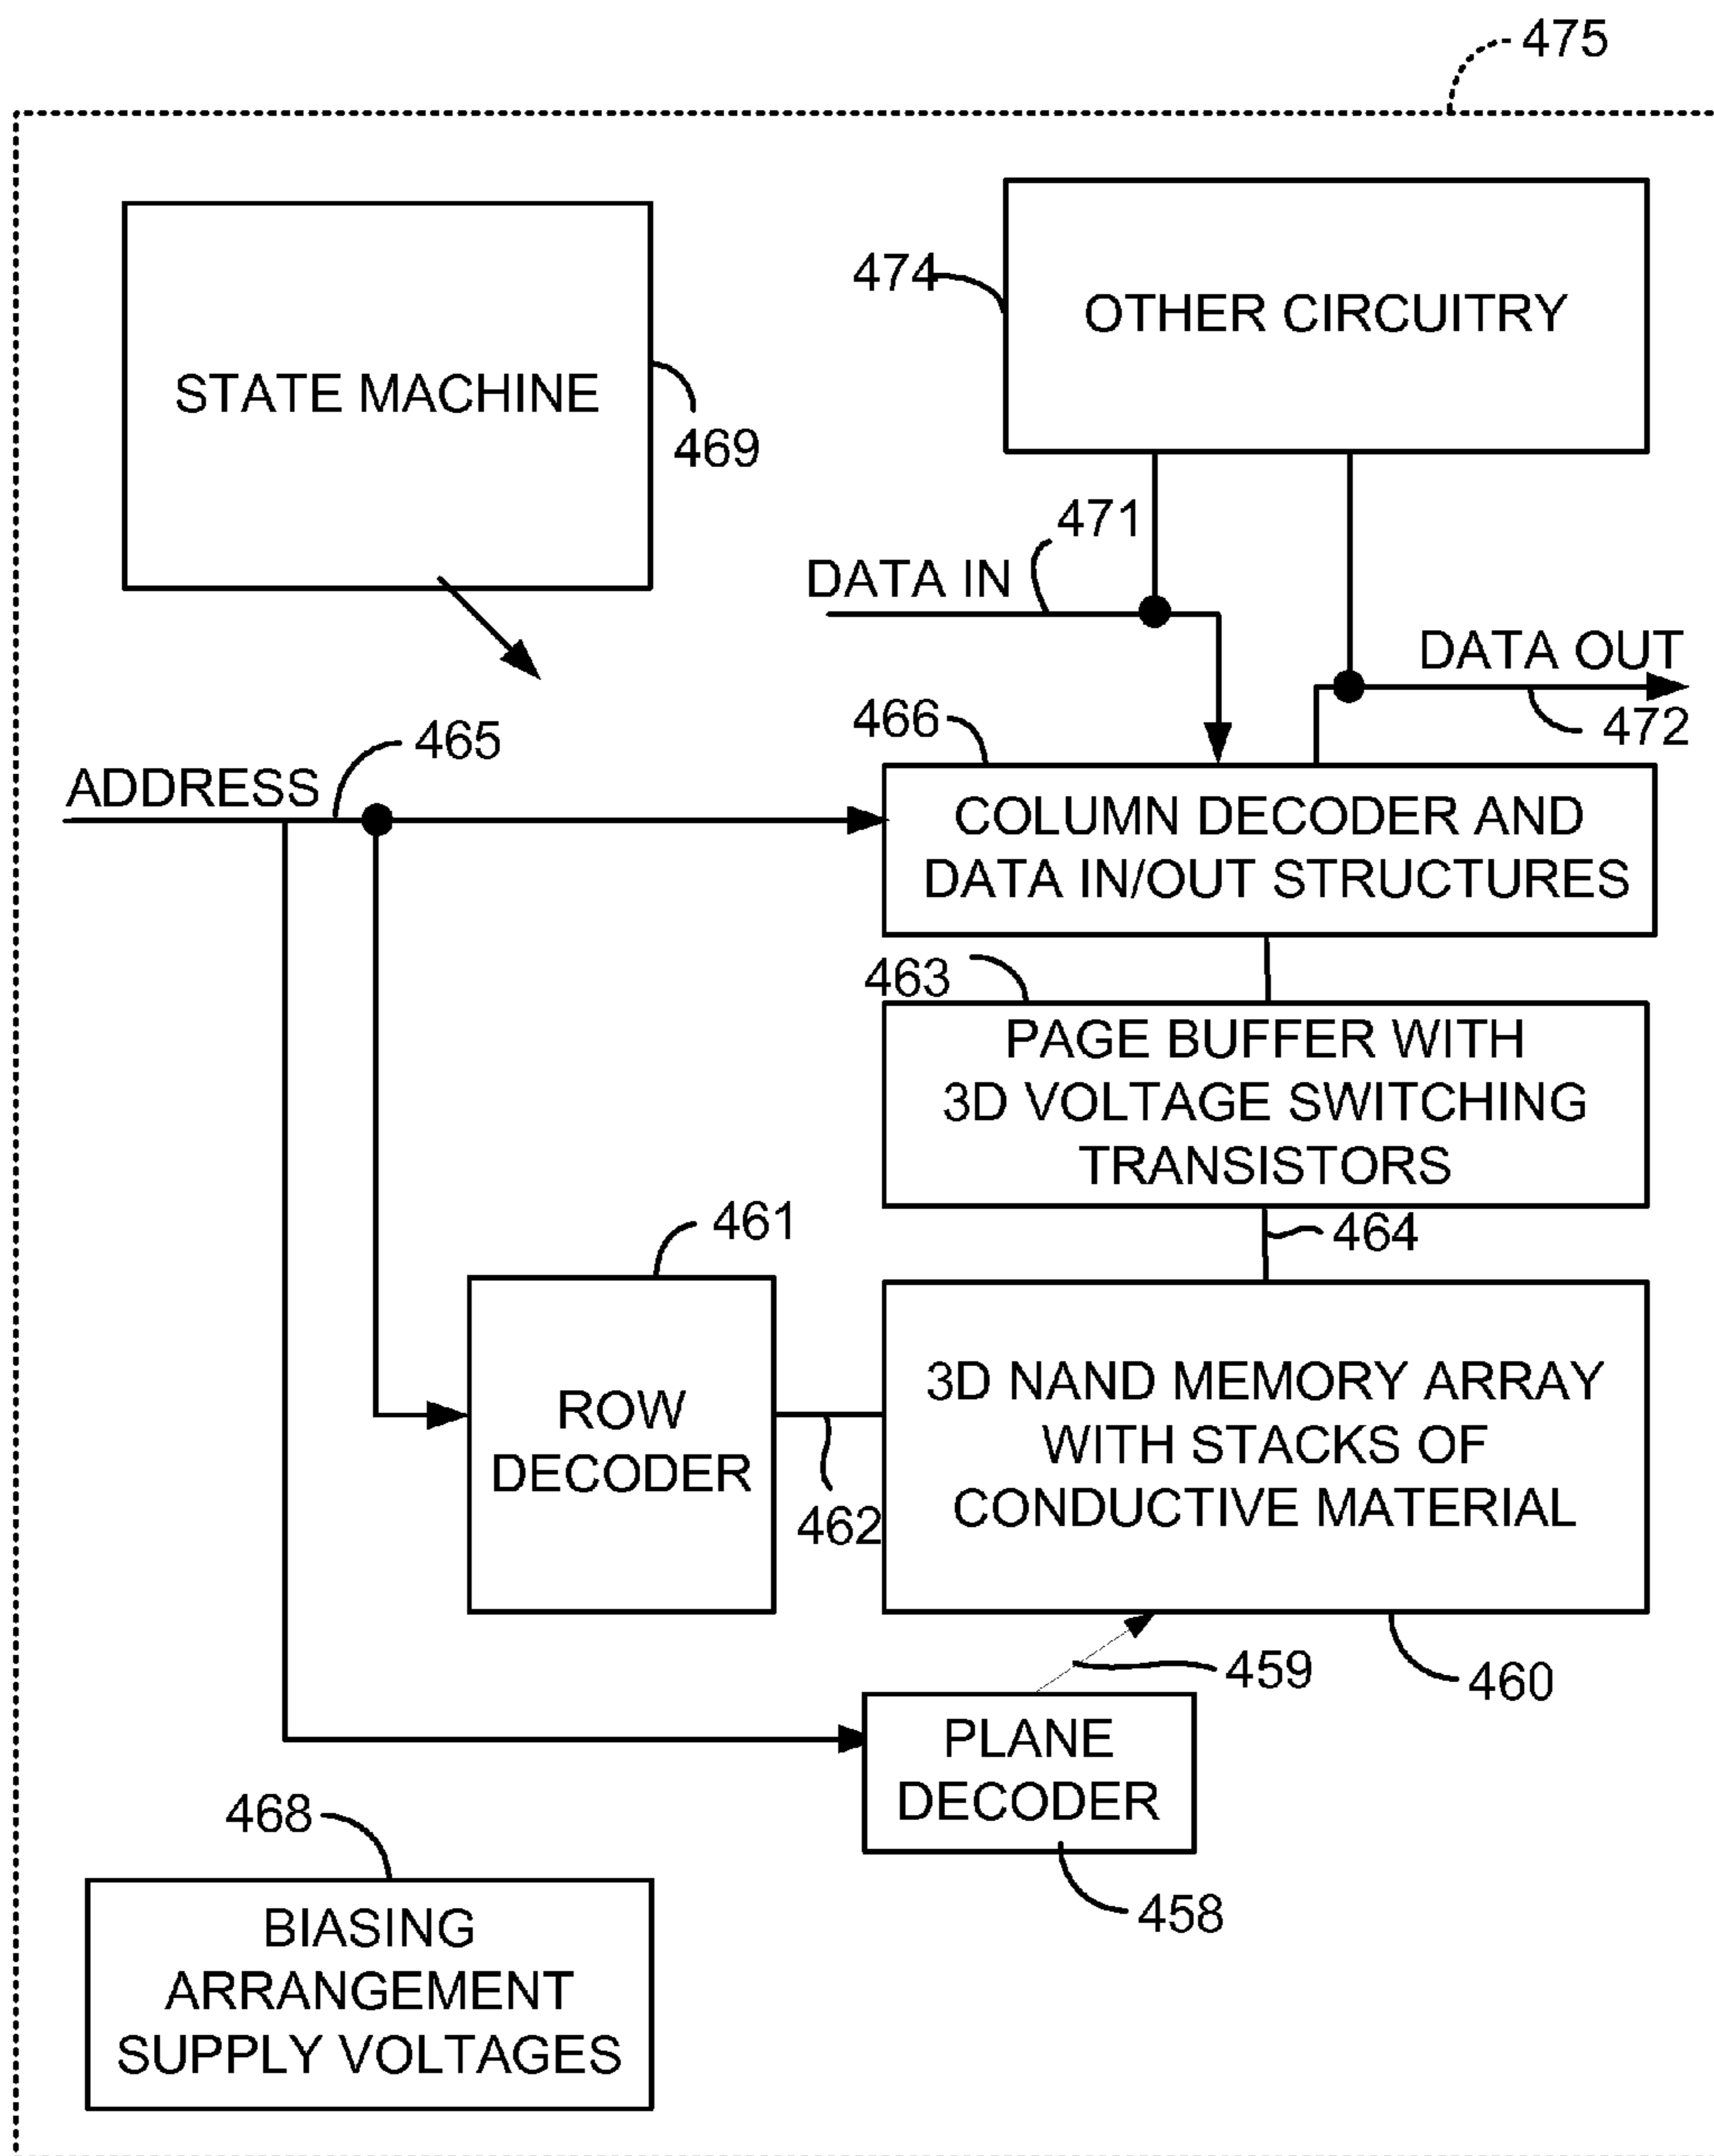 475
STATE MACHINE
469
474
OTHER CIRCUITRY
471
DATA IN
DATA OUT
472
465
ADDRESS
466
COLUMN DECODER AND
DATA IN/OUT STRUCTURES
463
PAGE BUFFER WITH
3D VOLTAGE SWITCHING
TRANSISTORS
464
461
ROW
DECODER
462
3D NAND MEMORY ARRAY
WITH STACKS OF
CONDUCTIVE MATERIAL
459
460
PLANE
DECODER
458
468
BIASING
ARRANGEMENT
SUPPLY VOLTAGES